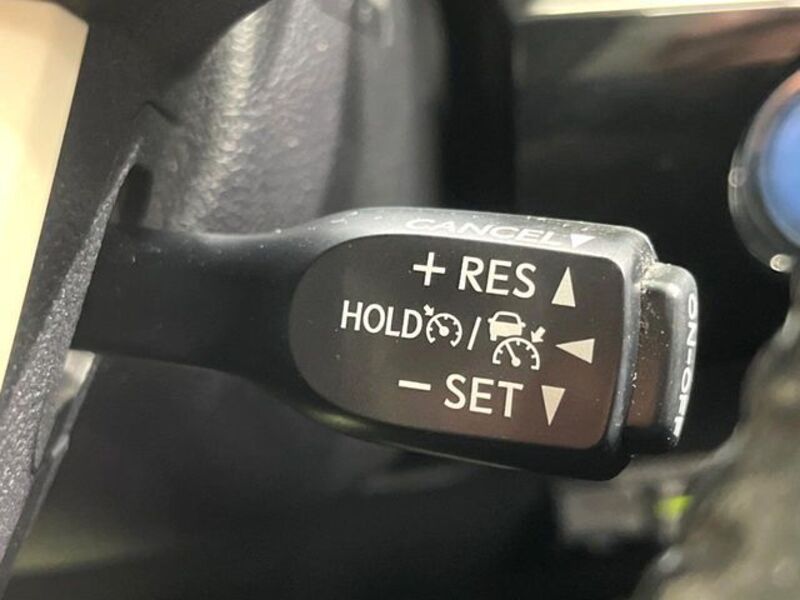 CANCEL▼
+ RES ▲
HOLD / ◀
− SET ▼
ON·OFF